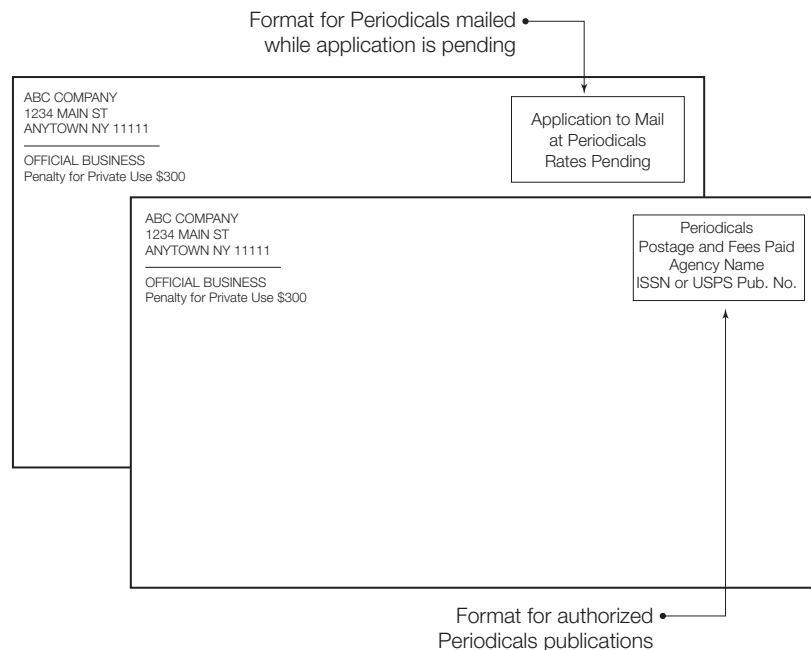 Format for Periodicals mailed
while application is pending
ABC COMPANY
1234 MAIN ST
ANYTOWN NY 11111
OFFICIAL BUSINESS
Penalty for Private Use $300
Application to Mail
at Periodicals
Rates Pending
ABC COMPANY
1234 MAIN ST
ANYTOWN NY 11111
OFFICIAL BUSINESS
Penalty for Private Use $300
Periodicals
Postage and Fees Paid
Agency Name
ISSN or USPS Pub. No.
Format for authorized
Periodicals publications